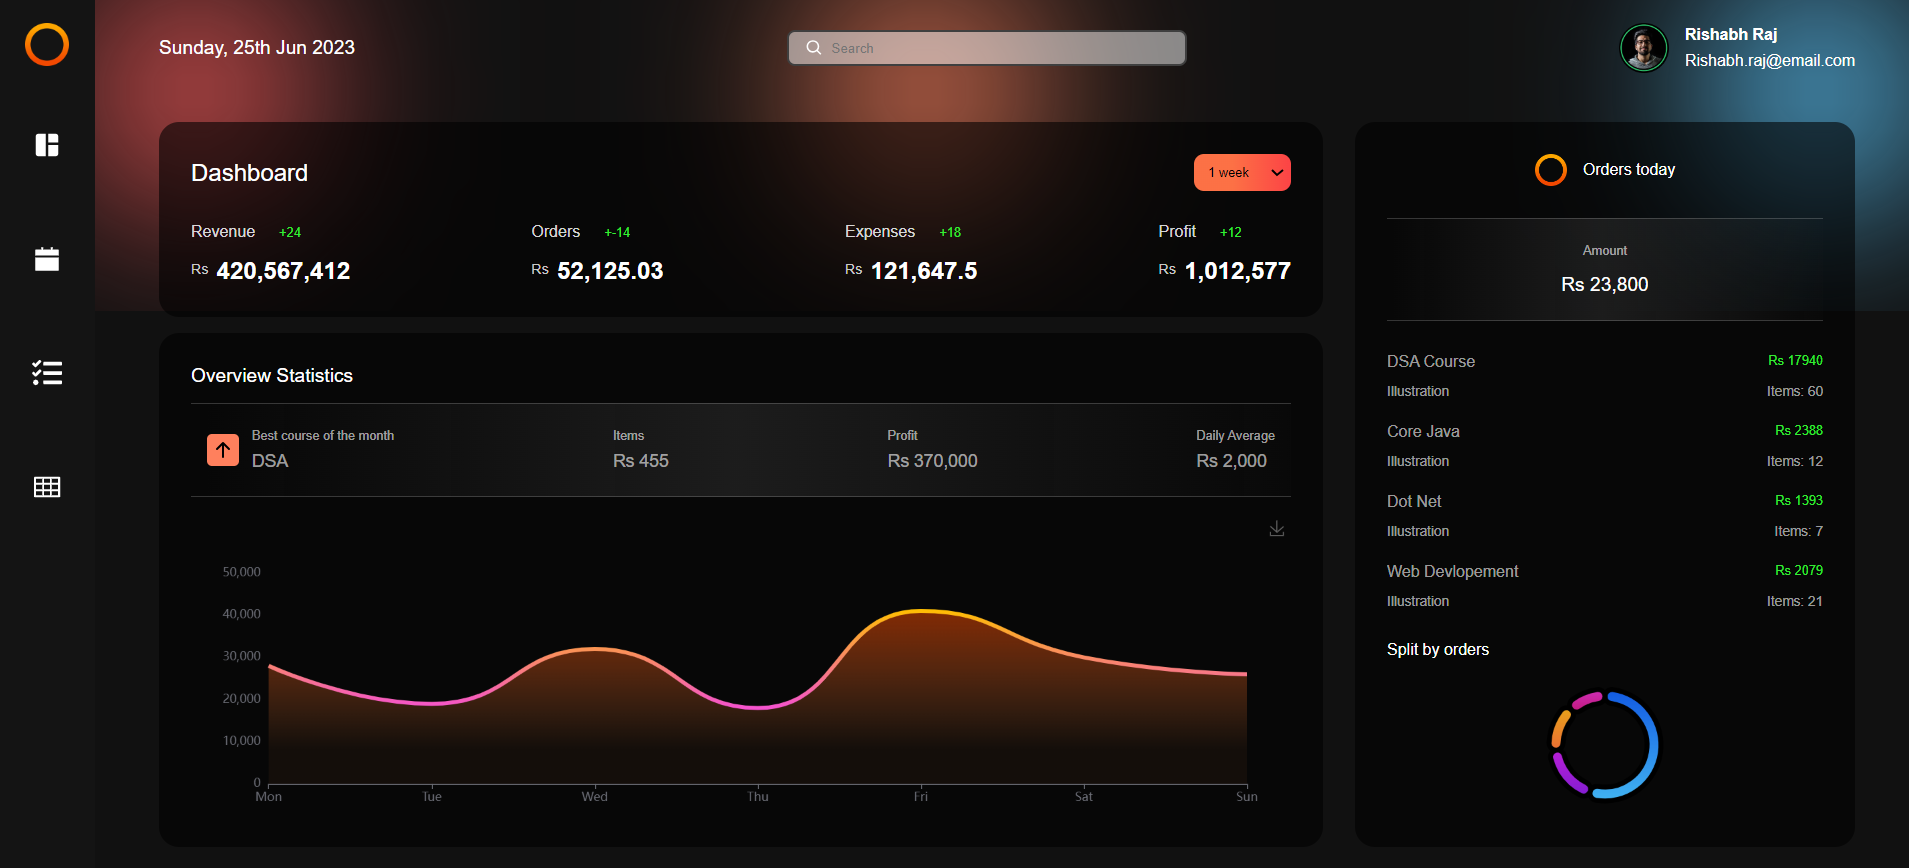 Sunday, 25th Jun 2023
Search
Rishabh Raj
Rishabh.raj@email.com
Dashboard
1 week
Revenue +24
Rs 420,567,412
Orders +-14
Rs 52,125.03
Expenses +18
Rs 121,647.5
Profit +12
Rs 1,012,577
Overview Statistics
Best course of the month
DSA
Items
Rs 455
Profit
Rs 370,000
Daily Average
Rs 2,000
50,000
40,000
30,000
20,000
10,000
0
Mon Tue Wed Thu Fri Sat Sun
Orders today
Amount
Rs 23,800
DSA Course Rs 17940
Illustration Items: 60
Core Java Rs 2388
Illustration Items: 12
Dot Net Rs 1393
Illustration Items: 7
Web Devlopement Rs 2079
Illustration Items: 21
Split by orders